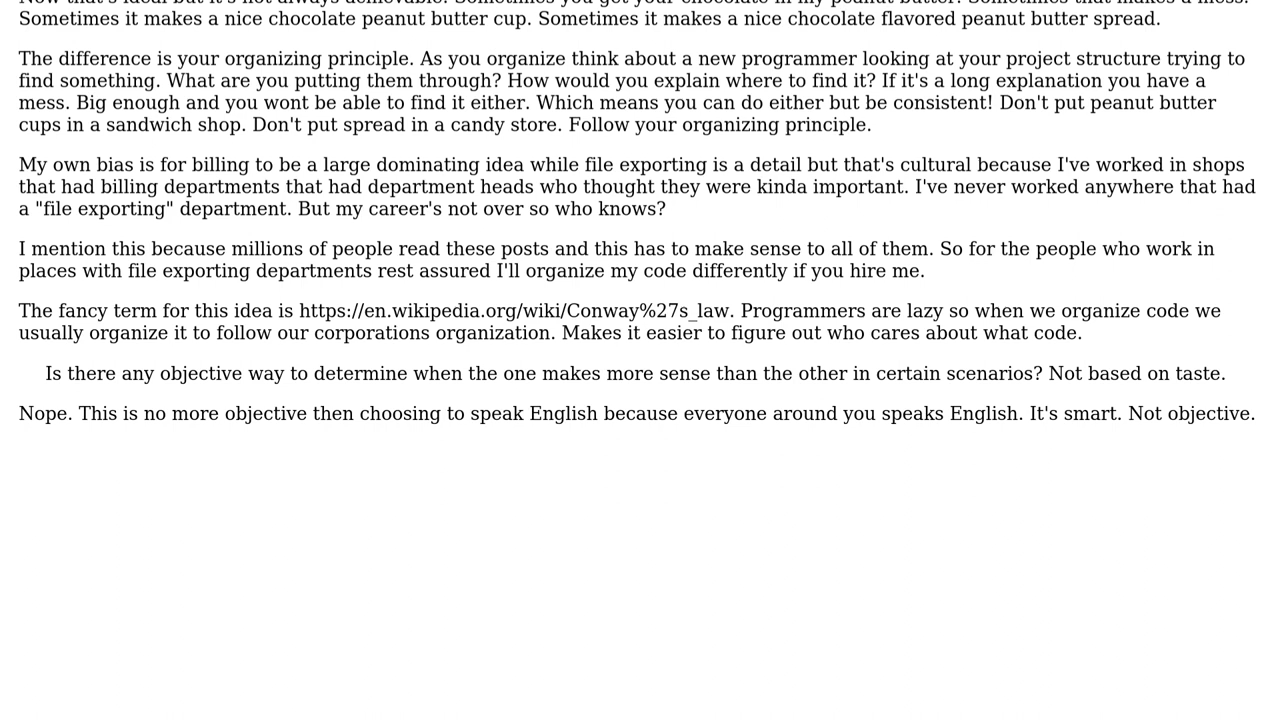 Sometimes it makes a nice chocolate peanut butter cup. Sometimes it makes a nice chocolate flavored peanut butter spread.
The difference is your organizing principle. As you organize think about a new programmer looking at your project structure trying to
find something. What are you putting them through? How would you explain where to find it? If it's a long explanation you have a
mess. Big enough and you wont be able to find it either. Which means you can do either but be consistent! Don't put peanut butter
cups in a sandwich shop. Don't put spread in a candy store. Follow your organizing principle.
My own bias is for billing to be a large dominating idea while file exporting is a detail but that's cultural because I've worked in shops
that had billing departments that had department heads who thought they were kinda important. I've never worked anywhere that had
a "file exporting" department. But my career's not over so who knows?
I mention this because millions of people read these posts and this has to make sense to all of them. So for the people who work in
places with file exporting departments rest assured I'll organize my code differently if you hire me.
The fancy term for this idea is https://en.wikipedia.org/wiki/Conway%27s_law. Programmers are lazy so when we organize code we
usually organize it to follow our corporations organization. Makes it easier to figure out who cares about what code.
Is there any objective way to determine when the one makes more sense than the other in certain scenarios? Not based on taste.
Nope. This is no more objective then choosing to speak English because everyone around you speaks English. It's smart. Not objective.